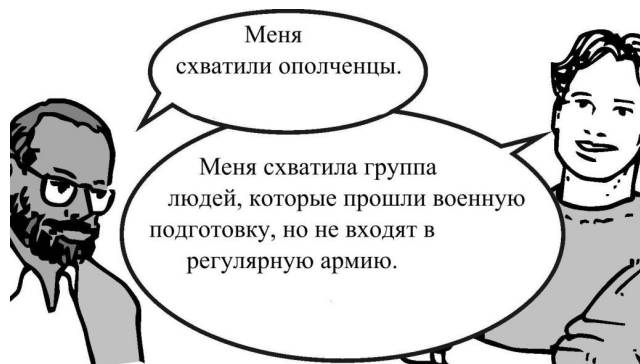 Меня
схватили ополченцы.
Меня схватила группа
людей, которые прошли военную
подготовку, но не входят в
регулярную армию.